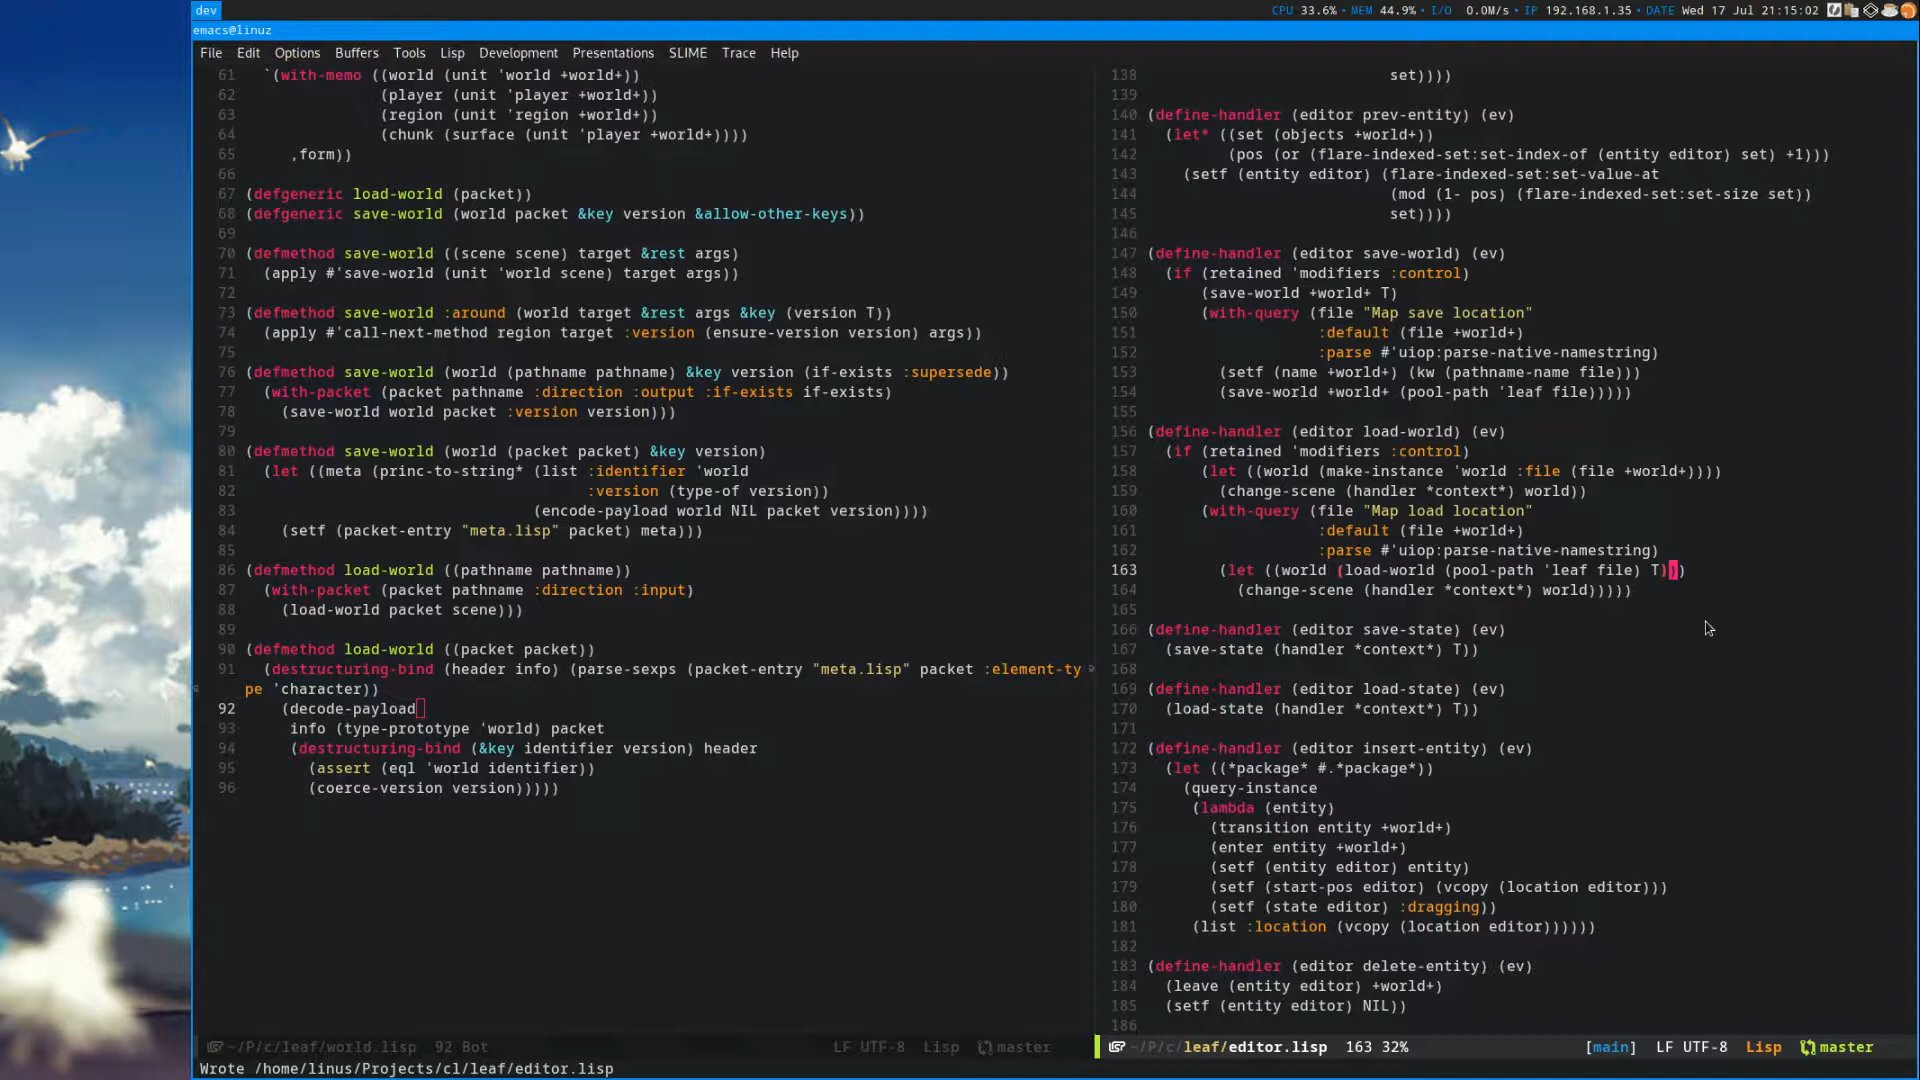 dev
CPU 33.6% • MEM 44.9% • I/O 0.0M/s • IP 192.168.1.35 • DATE Wed 17 Jul 21:15:02
emacs@linuz
File Edit Options Buffers Tools Lisp Development Presentations SLIME Trace Help
61 `(with-memo ((world (unit 'world +world+))
62 (player (unit 'player +world+))
63 (region (unit 'region +world+))
64 (chunk (surface (unit 'player +world+))))
65 ,form))
66
67 (defgeneric load-world (packet))
68 (defgeneric save-world (world packet &key version &allow-other-keys))
69
70 (defmethod save-world ((scene scene) target &rest args)
71 (apply #'save-world (unit 'world scene) target args))
72
73 (defmethod save-world :around (world target &rest args &key (version T))
74 (apply #'call-next-method region target :version (ensure-version version) args))
75
76 (defmethod save-world (world (pathname pathname) &key version (if-exists :supersede))
77 (with-packet (packet pathname :direction :output :if-exists if-exists)
78 (save-world world packet :version version)))
79
80 (defmethod save-world (world (packet packet) &key version)
81 (let ((meta (princ-to-string* (list :identifier 'world
82 :version (type-of version))
83 (encode-payload world NIL packet version))))
84 (setf (packet-entry "meta.lisp" packet) meta)))
85
86 (defmethod load-world ((pathname pathname))
87 (with-packet (packet pathname :direction :input)
88 (load-world packet scene)))
89
90 (defmethod load-world ((packet packet))
91 (destructuring-bind (header info) (parse-sexps (packet-entry "meta.lisp" packet :element-ty
pe 'character))
92 (decode-payload
93 info (type-prototype 'world) packet
94 (destructuring-bind (&key identifier version) header
95 (assert (eql 'world identifier))
96 (coerce-version version)))))
~/P/c/leaf/world.lisp 92 Bot LF UTF-8 Lisp master
138 set))))
139
140 (define-handler (editor prev-entity) (ev)
141 (let* ((set (objects +world+))
142 (pos (or (flare-indexed-set:set-index-of (entity editor) set) +1)))
143 (setf (entity editor) (flare-indexed-set:set-value-at
144 (mod (1- pos) (flare-indexed-set:set-size set))
145 set))))
146
147 (define-handler (editor save-world) (ev)
148 (if (retained 'modifiers :control)
149 (save-world +world+ T)
150 (with-query (file "Map save location"
151 :default (file +world+)
152 :parse #'uiop:parse-native-namestring)
153 (setf (name +world+) (kw (pathname-name file)))
154 (save-world +world+ (pool-path 'leaf file)))))
155
156 (define-handler (editor load-world) (ev)
157 (if (retained 'modifiers :control)
158 (let ((world (make-instance 'world :file (file +world+))))
159 (change-scene (handler *context*) world))
160 (with-query (file "Map load location"
161 :default (file +world+)
162 :parse #'uiop:parse-native-namestring)
163 (let ((world (load-world (pool-path 'leaf file) T)))
164 (change-scene (handler *context*) world)))))
165
166 (define-handler (editor save-state) (ev)
167 (save-state (handler *context*) T))
168
169 (define-handler (editor load-state) (ev)
170 (load-state (handler *context*) T))
171
172 (define-handler (editor insert-entity) (ev)
173 (let ((*package* #.*package*))
174 (query-instance
175 (lambda (entity)
176 (transition entity +world+)
177 (enter entity +world+)
178 (setf (entity editor) entity)
179 (setf (start-pos editor) (vcopy (location editor)))
180 (setf (state editor) :dragging))
181 (list :location (vcopy (location editor))))))
182
183 (define-handler (editor delete-entity) (ev)
184 (leave (entity editor) +world+)
185 (setf (entity editor) NIL))
186
~/P/c/leaf/editor.lisp 163 32% [main] LF UTF-8 Lisp master
Wrote /home/linus/Projects/cl/leaf/editor.lisp